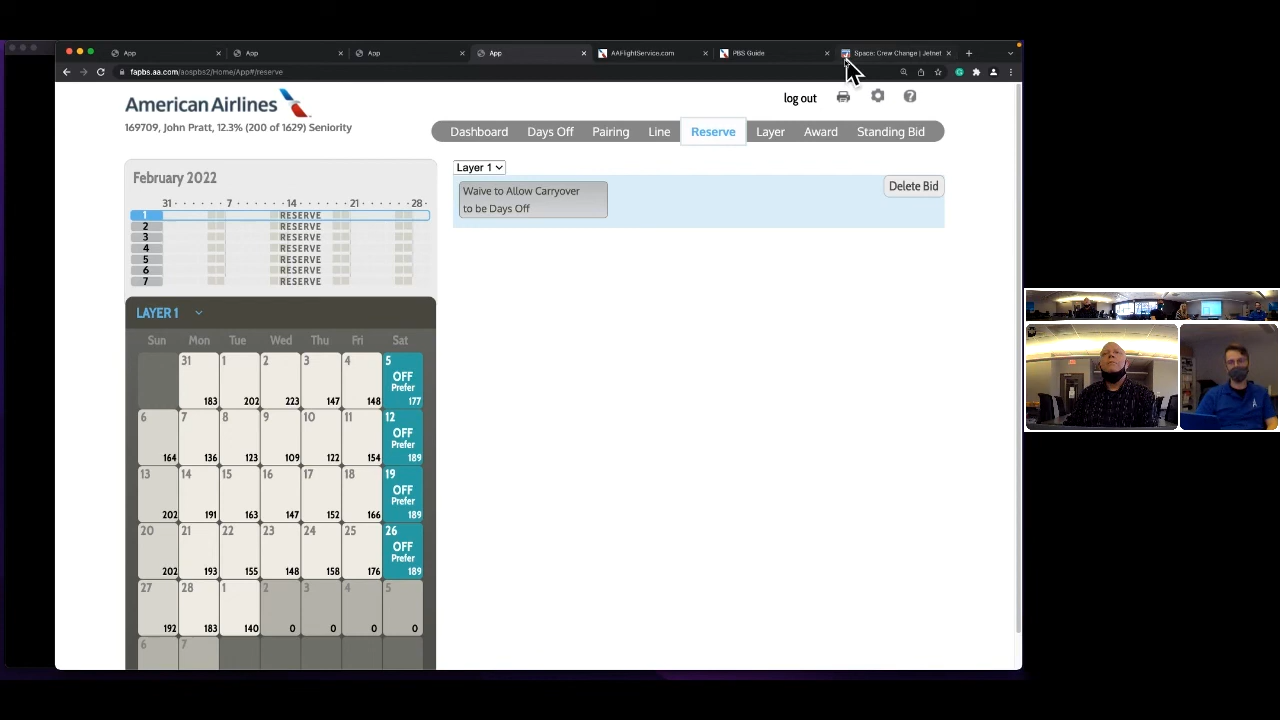 App
App
App
App
AAFlightService.com
PBS Guide
Space: Crew Change | Jetnet
fapbs.aa.com/aospbs2/Home/App#/reserve
American Airlines
log out
169709, John Pratt, 12.3% (200 of 1629) Seniority
Dashboard Days Off Pairing Line Reserve Layer Award Standing Bid
February 2022
31 · · · · · · 7 · · · · · · 14 · · · · · · 21 · · · · · · 28 ·
1 RESERVE
2 RESERVE
3 RESERVE
4 RESERVE
5 RESERVE
6 RESERVE
7 RESERVE
Layer 1
Waive to Allow Carryover
to be Days Off
Delete Bid
LAYER 1
Sun Mon Tue Wed Thu Fri Sat
31 1 2 3 4 5
OFF
Prefer
183 202 223 147 148 177
6 7 8 9 10 11 12
OFF
Prefer
164 136 123 109 122 154 189
13 14 15 16 17 18 19
OFF
Prefer
202 191 163 147 152 166 189
20 21 22 23 24 25 26
OFF
Prefer
202 193 155 148 158 176 189
27 28 1 2 3 4 5
192 183 140 0 0 0 0
6 7